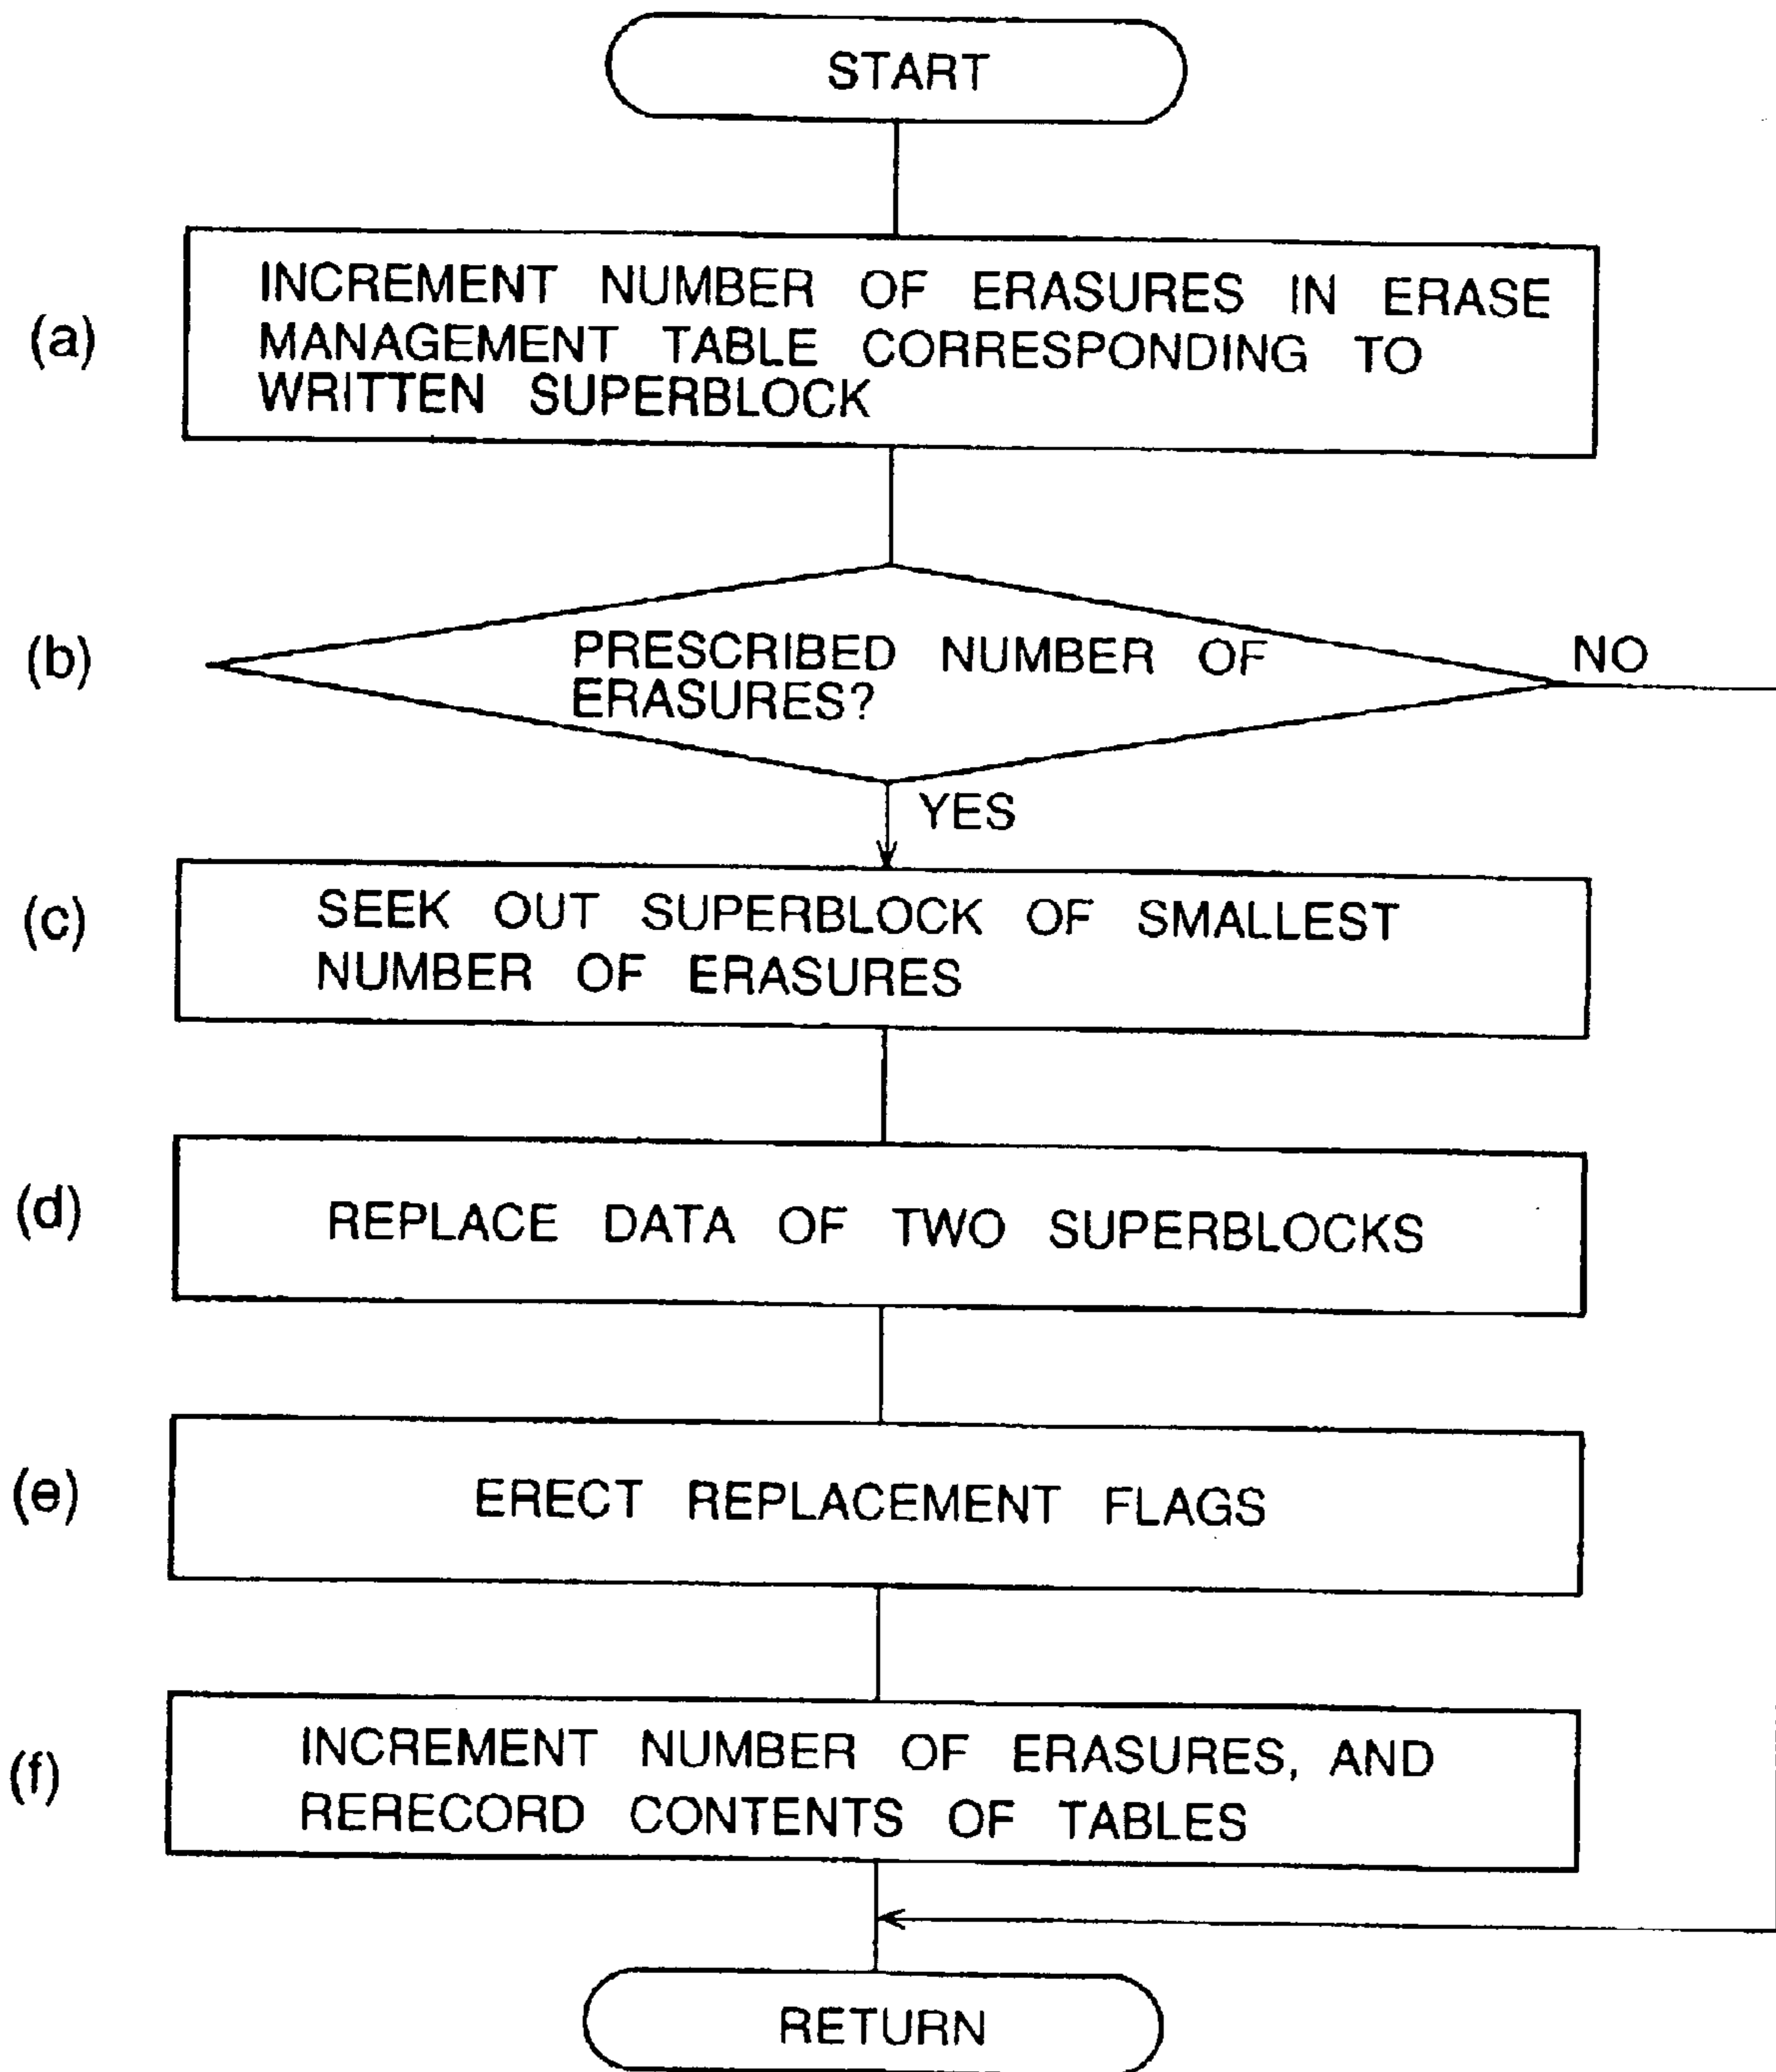 START
(a)
INCREMENT NUMBER OF ERASURES IN ERASE
MANAGEMENT TABLE CORRESPONDING TO
WRITTEN SUPERBLOCK
(b)
PRESCRIBED NUMBER OF
ERASURES?
NO
YES
(c)
SEEK OUT SUPERBLOCK OF SMALLEST
NUMBER OF ERASURES
(d)
REPLACE DATA OF TWO SUPERBLOCKS
(e)
ERECT REPLACEMENT FLAGS
(f)
INCREMENT NUMBER OF ERASURES, AND
RERECORD CONTENTS OF TABLES
RETURN